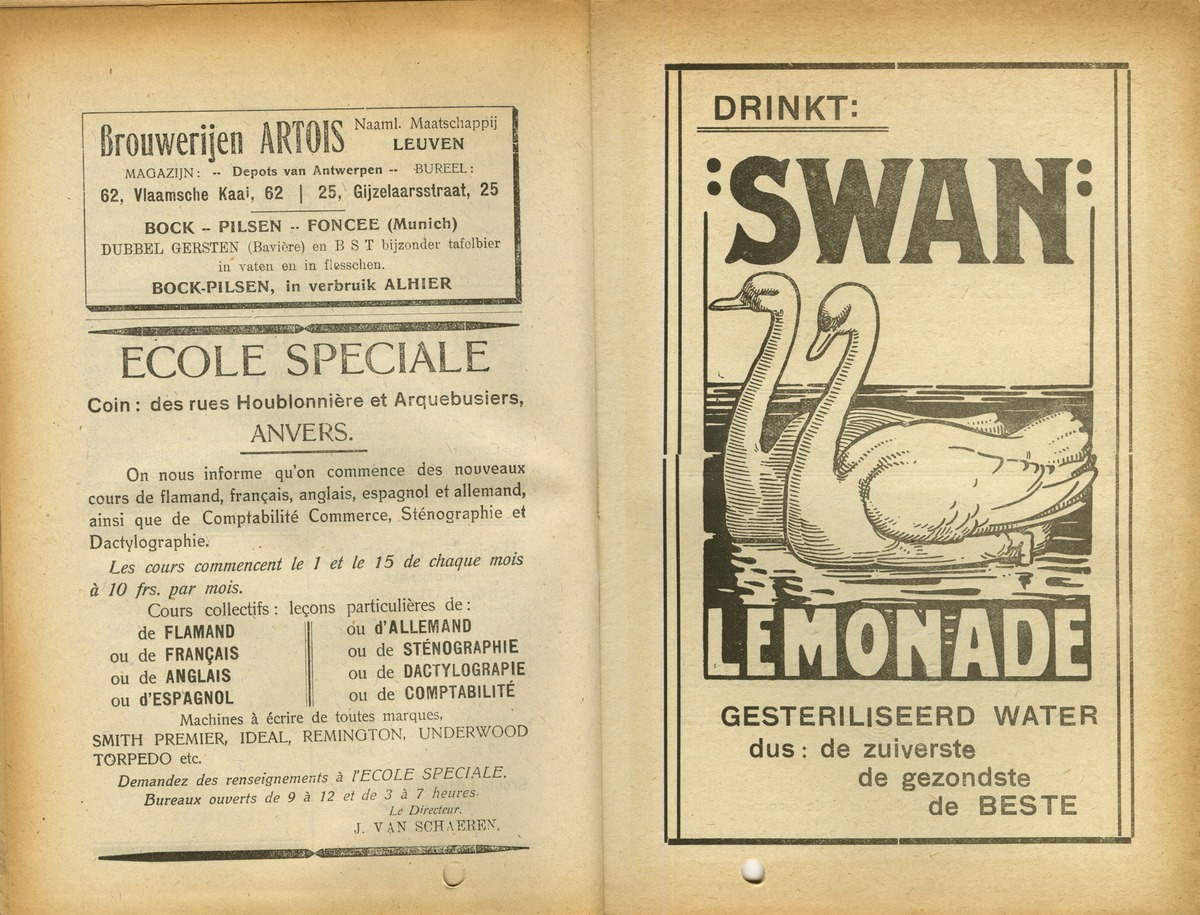 Brouwerijen ARTOIS Naaml. Maatschappij
LEUVEN
MAGAZIJN: -- Depots van Antwerpen -- BUREEL:
62, Vlaamsche Kaai, 62 | 25, Gijzelaarsstraat, 25
BOCK – PILSEN -- FONCEE (Munich)
DUBBEL GERSTEN (Bavière) en B S T bijzonder tafelbier
in vaten en in flesschen.
BOCK-PILSEN, in verbruik ALHIER
ECOLE SPECIALE
Coin : des rues Houblonnière et Arquebusiers,
ANVERS.
On nous informe qu'on commence des nouveaux
cours de flamand, français, anglais, espagnol et allemand,
ainsi que de Comptabilité Commerce, Sténographie et
Dactylographie.
Les cours commencent le 1 et le 15 de chaque mois
à 10 frs. par mois.
Cours collectifs : leçons particulières de :
de FLAMAND
ou de FRANÇAIS
ou de ANGLAIS
ou d'ESPAGNOL
ou d'ALLEMAND
ou de STÉNOGRAPHIE
ou de DACTYLOGRAPIE
ou de COMPTABILITÉ
Machines à écrire de toutes marques,
SMITH PREMIER, IDEAL, REMINGTON, UNDERWOOD
TORPEDO etc.
Demandez des renseignements à l'ECOLE SPECIALE.
Bureaux ouverts de 9 à 12 et de 3 à 7 heures.
Le Directeur.
J. VAN SCHAEREN,
DRINKT:
:SWAN:
LEMONADE
GESTERILISEERD WATER
dus : de zuiverste
de gezondste
de BESTE